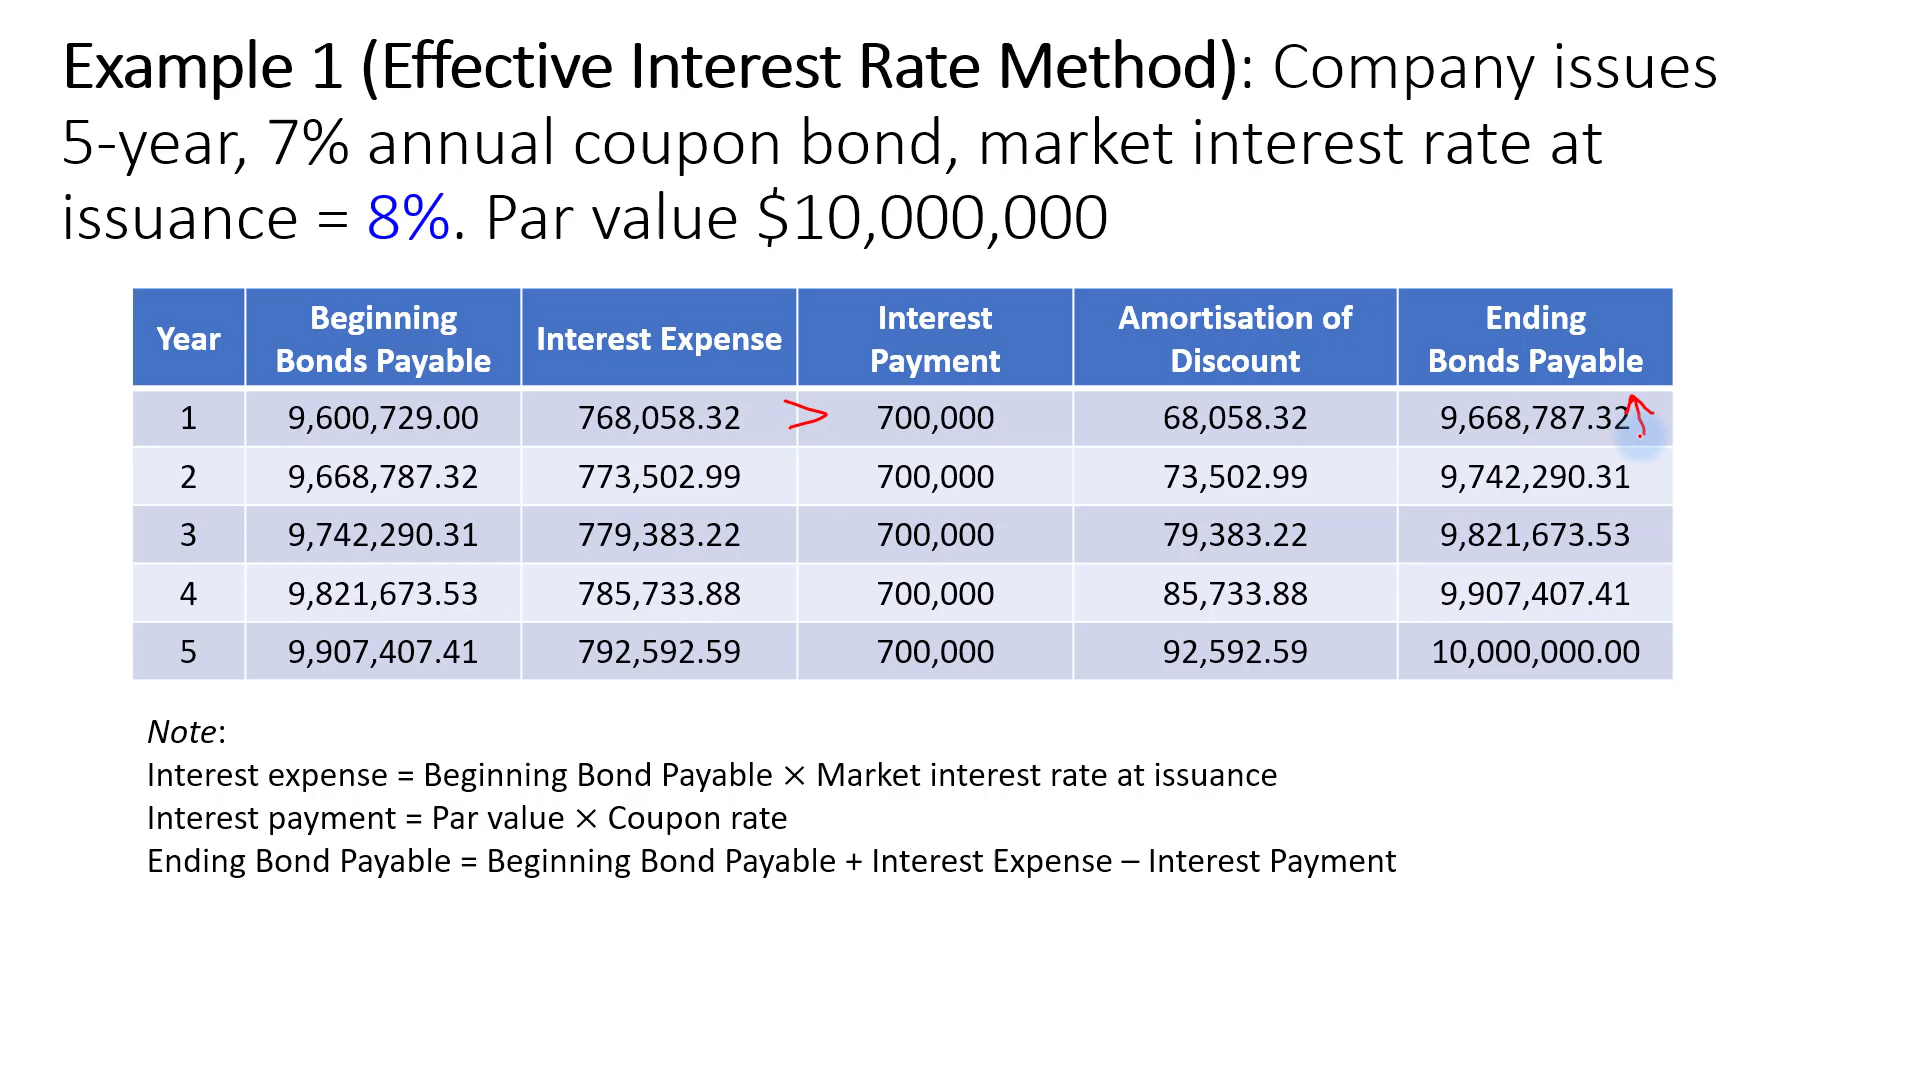 Example 1 (Effective Interest Rate Method): Company issues
5-year, 7% annual coupon bond, market interest rate at
issuance = 8%. Par value $10,000,000
Year Beginning Bonds Payable Interest Expense Interest Payment Amortisation of Discount Ending Bonds Payable
1 9,600,729.00 768,058.32 > 700,000 68,058.32 9,668,787.32
2 9,668,787.32 773,502.99 700,000 73,502.99 9,742,290.31
3 9,742,290.31 779,383.22 700,000 79,383.22 9,821,673.53
4 9,821,673.53 785,733.88 700,000 85,733.88 9,907,407.41
5 9,907,407.41 792,592.59 700,000 92,592.59 10,000,000.00
Note:
Interest expense = Beginning Bond Payable × Market interest rate at issuance
Interest payment = Par value × Coupon rate
Ending Bond Payable = Beginning Bond Payable + Interest Expense – Interest Payment